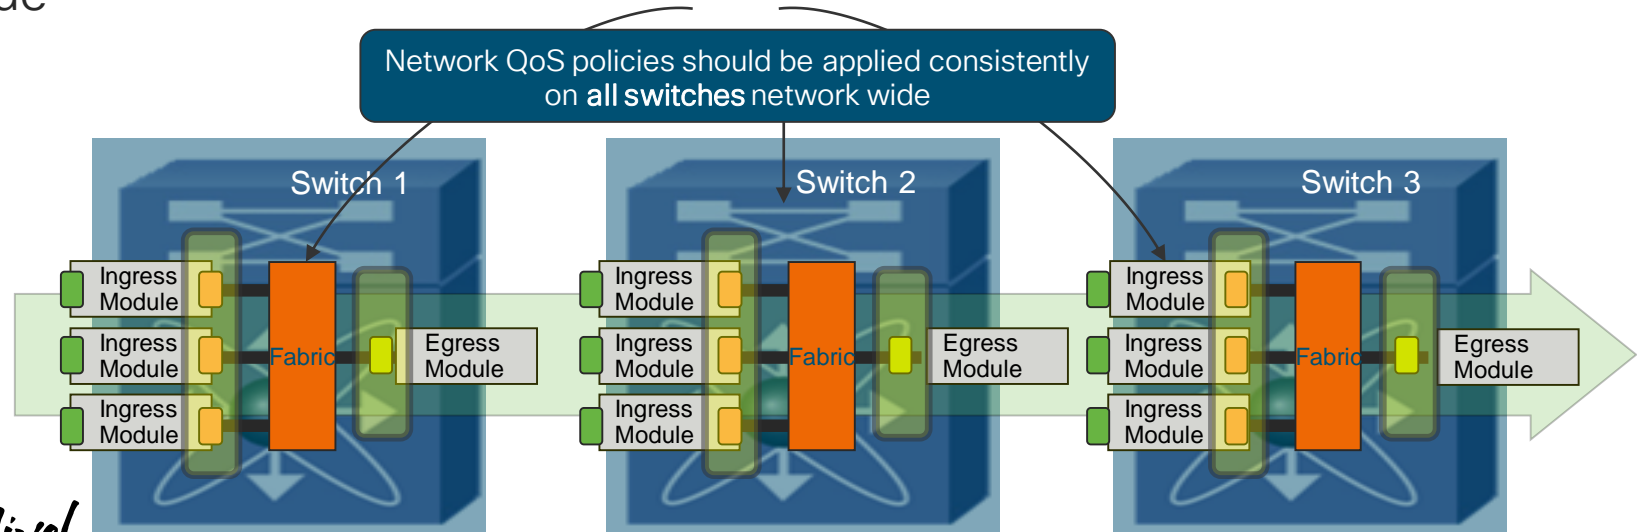 Network QoS policies should be applied consistently
on all switches network wide
Switch 1
Switch 2
Switch 3
Ingress
Module
Ingress
Module
Ingress
Module
Fabric
Egress
Module
Ingress
Module
Ingress
Module
Ingress
Module
Fabric
Egress
Module
Ingress
Module
Ingress
Module
Ingress
Module
Fabric
Egress
Module